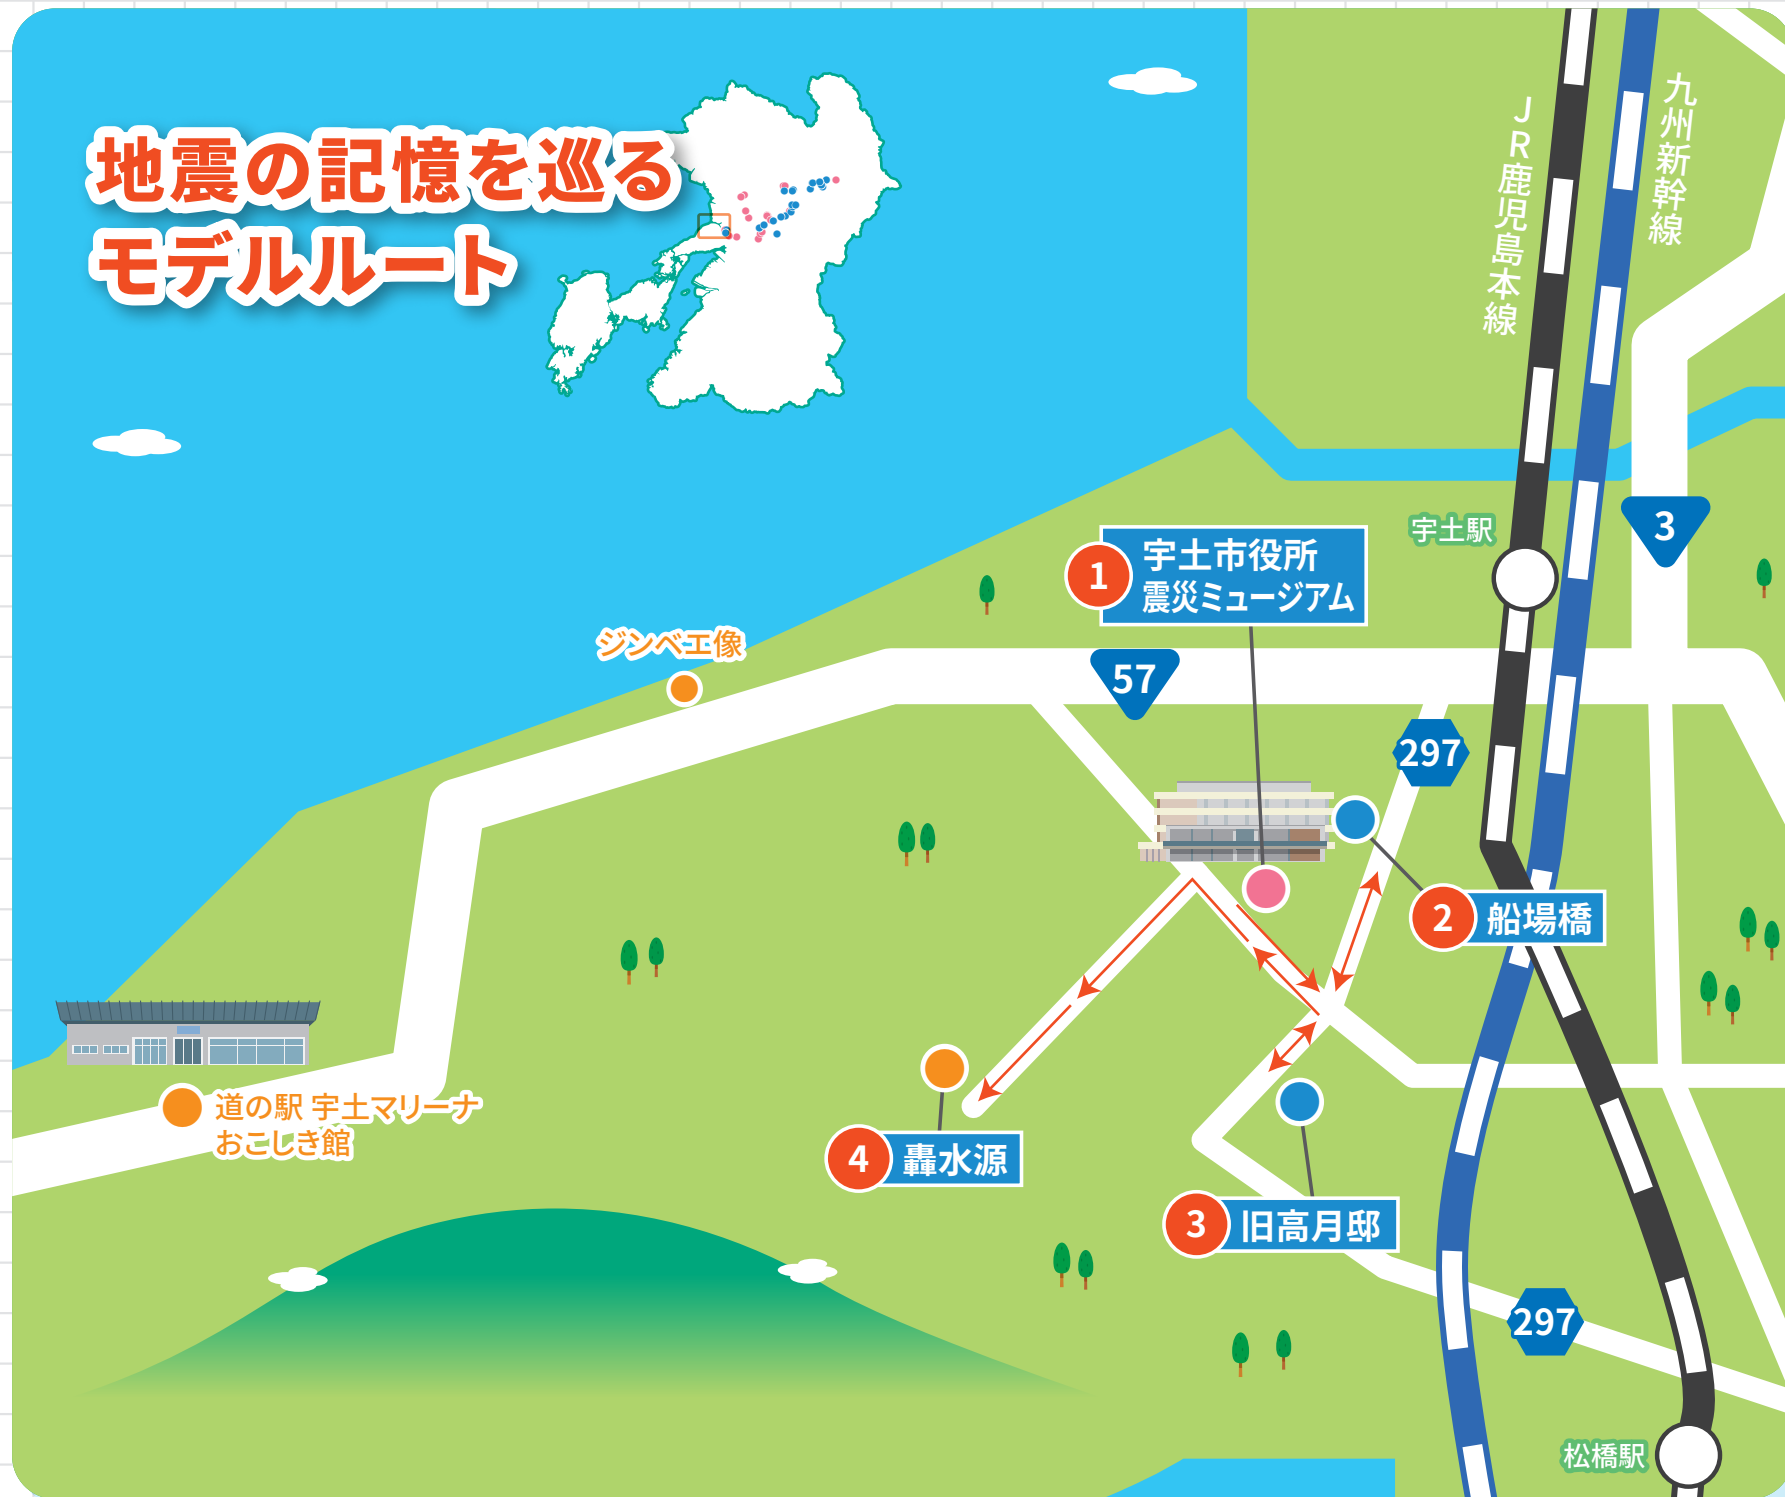 地震の記憶を巡る
モデルルート
九州新幹線
JR鹿児島本線
宇土駅
3
1
宇土市役所
震災ミュージアム
ジンベエ像
57
297
2
船場橋
道の駅 宇土マリーナ
おこしき館
4
轟水源
3
旧高月邸
297
松橋駅